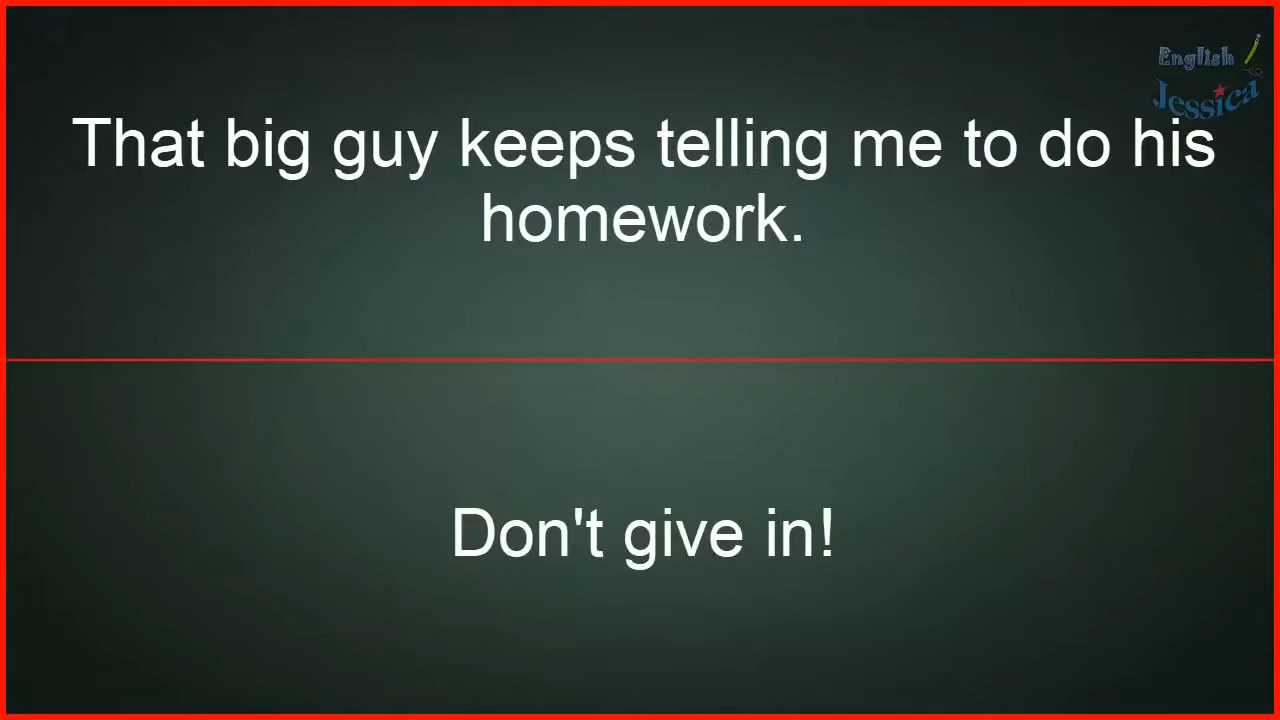 English
Jessica
That big guy keeps telling me to do his
homework.
Don't give in!